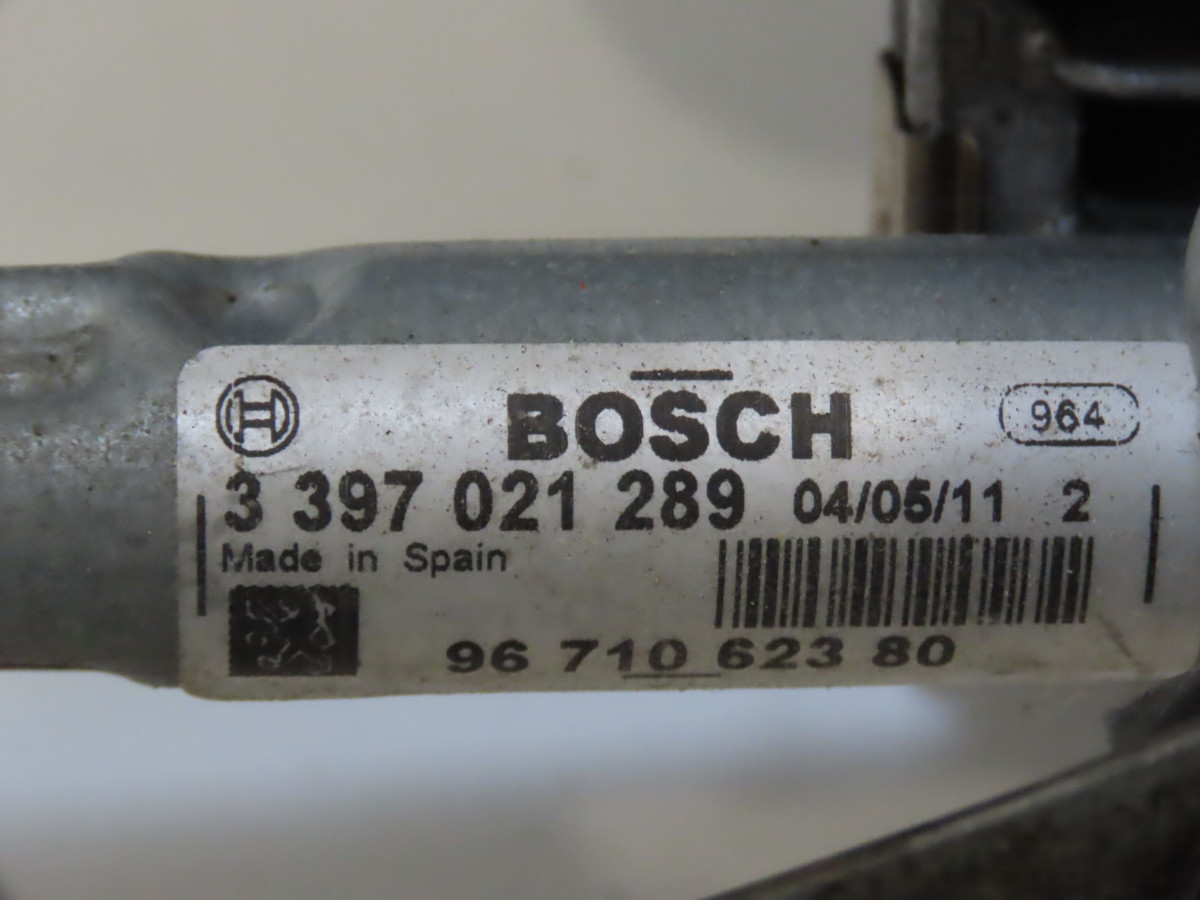 BOSCH 964
3 397 021 289 04/05/11 2
Made in Spain
96 710 623 80